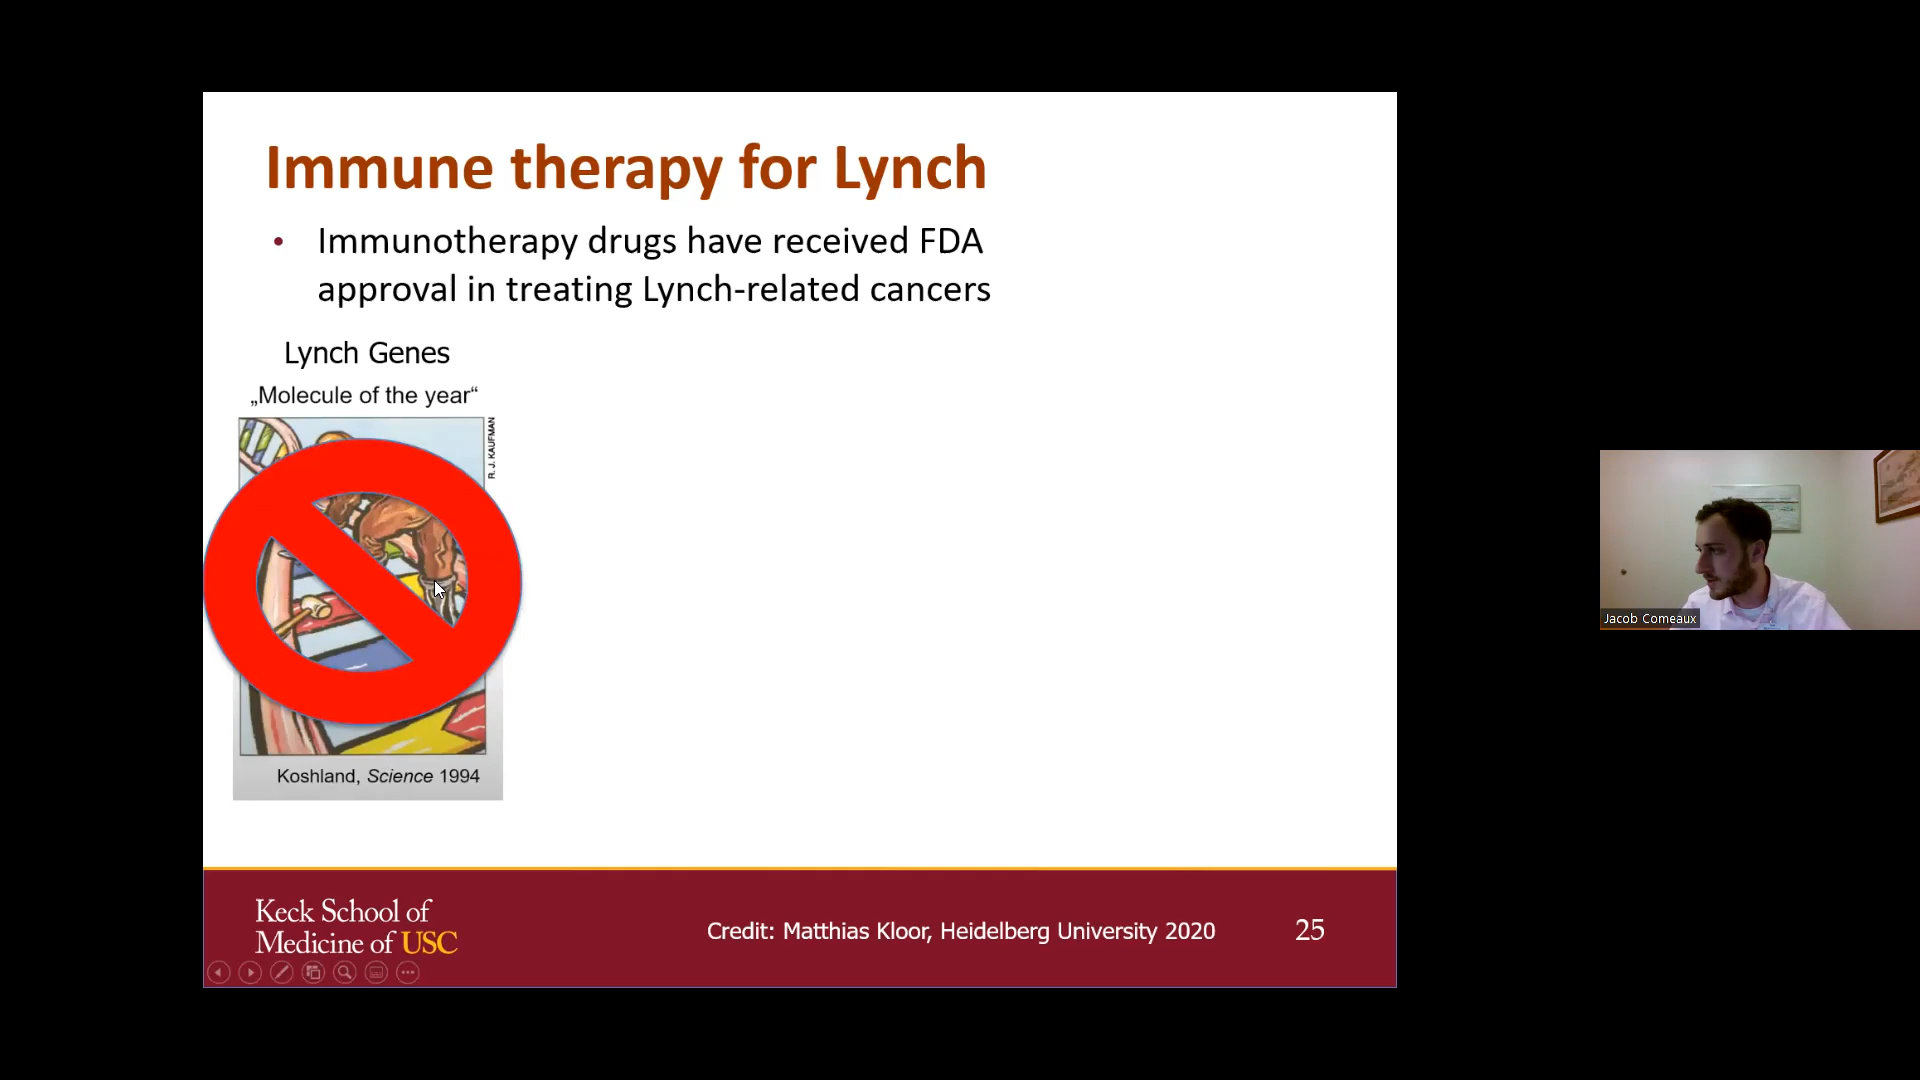 Immune therapy for Lynch
• Immunotherapy drugs have received FDA
approval in treating Lynch-related cancers
Lynch Genes
„Molecule of the year“
R. J. KAUFMAN
Koshland, Science 1994
Keck School of
Medicine of USC
Credit: Matthias Kloor, Heidelberg University 2020
25
Jacob Comeaux